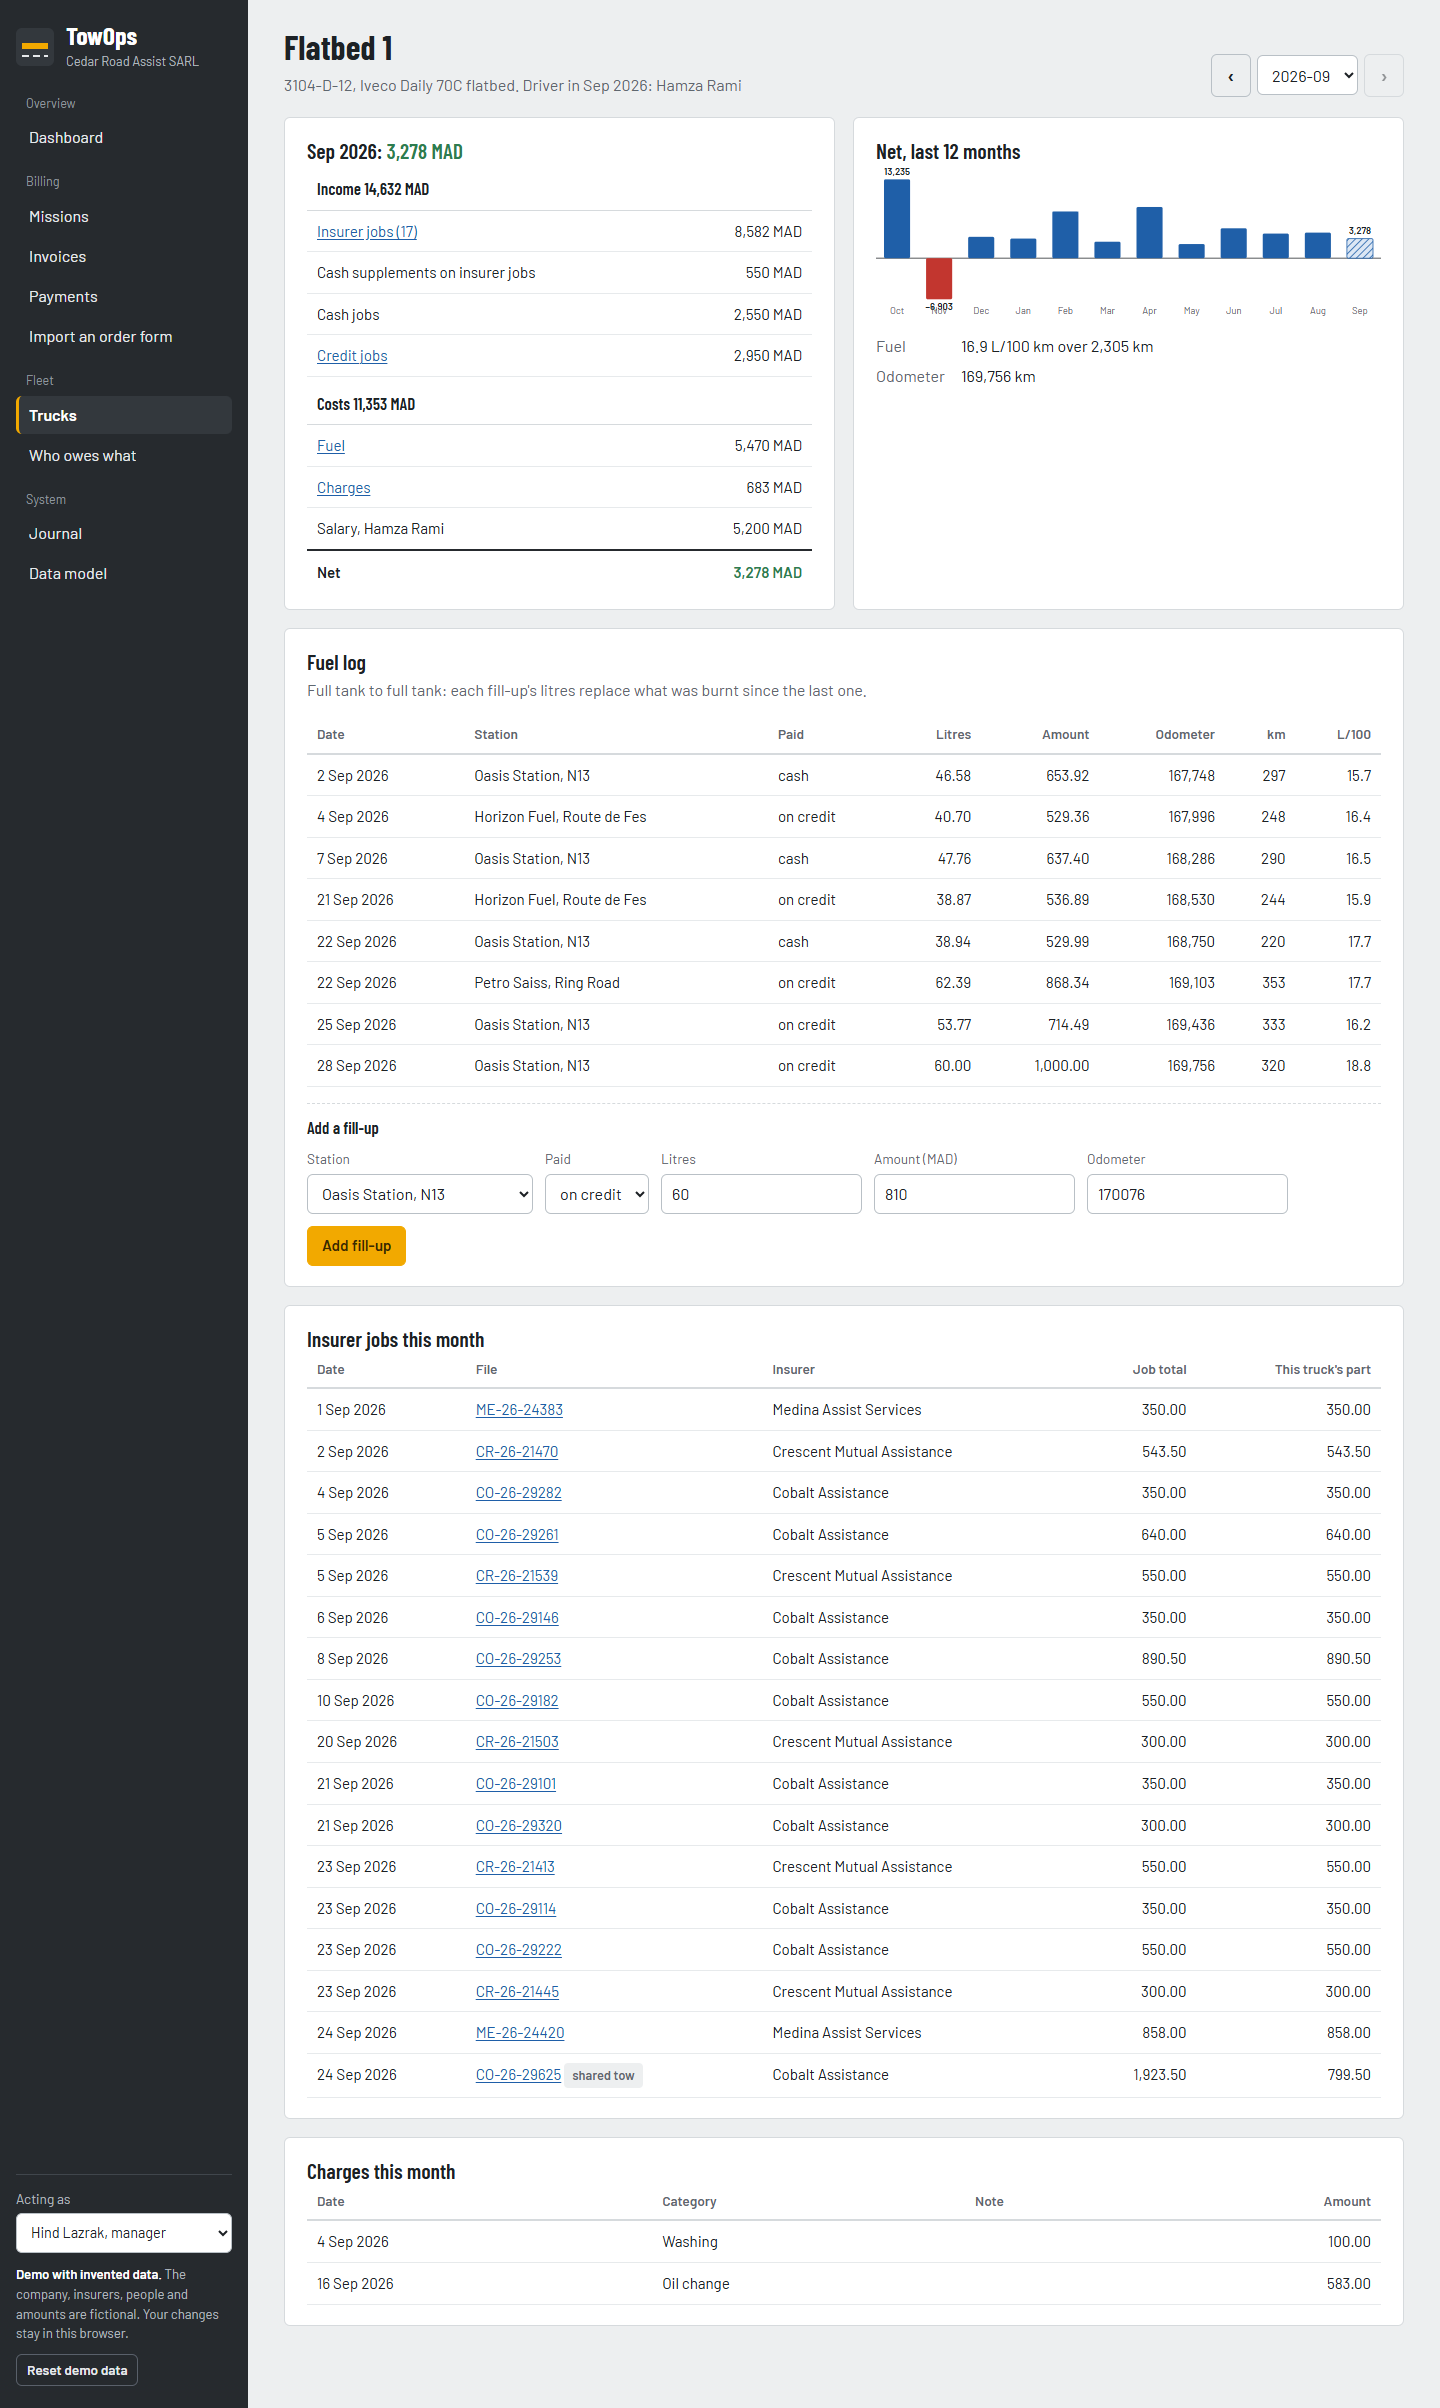 TowOps
Cedar Road Assist SARL
Overview
Dashboard
Billing
Missions
Invoices
Payments
Import an order form
Fleet
Trucks
Who owes what
System
Journal
Data model
Acting as
Hind Lazrak, manager
Demo with invented data. The
company, insurers, people and
amounts are fictional. Your changes
stay in this browser.
Reset demo data
Flatbed 1
3104-D-12, Iveco Daily 70C flatbed. Driver in Sep 2026: Hamza Rami
‹ 2026-09 ›
Sep 2026: 3,278 MAD
Income 14,632 MAD
Insurer jobs (17) 8,582 MAD
Cash supplements on insurer jobs 550 MAD
Cash jobs 2,550 MAD
Credit jobs 2,950 MAD
Costs 11,353 MAD
Fuel 5,470 MAD
Charges 683 MAD
Salary, Hamza Rami 5,200 MAD
Net 3,278 MAD
Net, last 12 months
13,235
3,278
−6,903
Oct Nov Dec Jan Feb Mar Apr May Jun Jul Aug Sep
Fuel 16.9 L/100 km over 2,305 km
Odometer 169,756 km
Fuel log
Full tank to full tank: each fill-up's litres replace what was burnt since the last one.
Date Station Paid Litres Amount Odometer km L/100
2 Sep 2026 Oasis Station, N13 cash 46.58 653.92 167,748 297 15.7
4 Sep 2026 Horizon Fuel, Route de Fes on credit 40.70 529.36 167,996 248 16.4
7 Sep 2026 Oasis Station, N13 cash 47.76 637.40 168,286 290 16.5
21 Sep 2026 Horizon Fuel, Route de Fes on credit 38.87 536.89 168,530 244 15.9
22 Sep 2026 Oasis Station, N13 cash 38.94 529.99 168,750 220 17.7
22 Sep 2026 Petro Saiss, Ring Road on credit 62.39 868.34 169,103 353 17.7
25 Sep 2026 Oasis Station, N13 on credit 53.77 714.49 169,436 333 16.2
28 Sep 2026 Oasis Station, N13 on credit 60.00 1,000.00 169,756 320 18.8
Add a fill-up
Station Paid Litres Amount (MAD) Odometer
Oasis Station, N13 on credit 60 810 170076
Add fill-up
Insurer jobs this month
Date File Insurer Job total This truck's part
1 Sep 2026 ME-26-24383 Medina Assist Services 350.00 350.00
2 Sep 2026 CR-26-21470 Crescent Mutual Assistance 543.50 543.50
4 Sep 2026 CO-26-29282 Cobalt Assistance 350.00 350.00
5 Sep 2026 CO-26-29261 Cobalt Assistance 640.00 640.00
5 Sep 2026 CR-26-21539 Crescent Mutual Assistance 550.00 550.00
6 Sep 2026 CO-26-29146 Cobalt Assistance 350.00 350.00
8 Sep 2026 CO-26-29253 Cobalt Assistance 890.50 890.50
10 Sep 2026 CO-26-29182 Cobalt Assistance 550.00 550.00
20 Sep 2026 CR-26-21503 Crescent Mutual Assistance 300.00 300.00
21 Sep 2026 CO-26-29101 Cobalt Assistance 350.00 350.00
21 Sep 2026 CO-26-29320 Cobalt Assistance 300.00 300.00
23 Sep 2026 CR-26-21413 Crescent Mutual Assistance 550.00 550.00
23 Sep 2026 CO-26-29114 Cobalt Assistance 350.00 350.00
23 Sep 2026 CO-26-29222 Cobalt Assistance 550.00 550.00
23 Sep 2026 CR-26-21445 Crescent Mutual Assistance 300.00 300.00
24 Sep 2026 ME-26-24420 Medina Assist Services 858.00 858.00
24 Sep 2026 CO-26-29625 shared tow Cobalt Assistance 1,923.50 799.50
Charges this month
Date Category Note Amount
4 Sep 2026 Washing 100.00
16 Sep 2026 Oil change 583.00